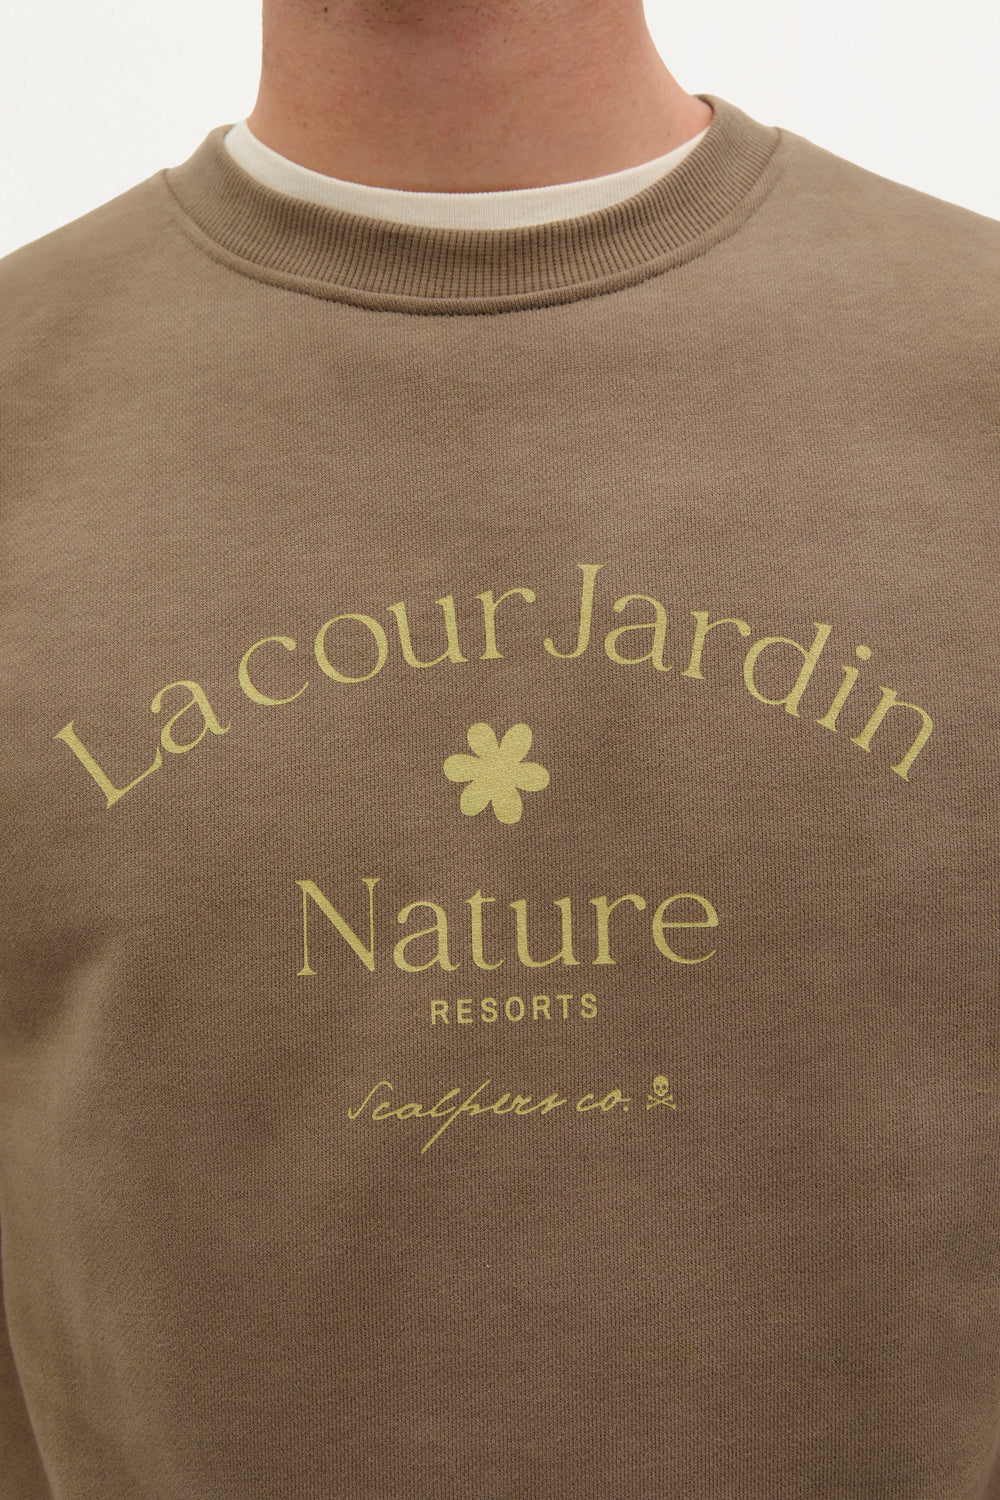 La cour Jardin
Nature
RESORTS
Scalpers co.